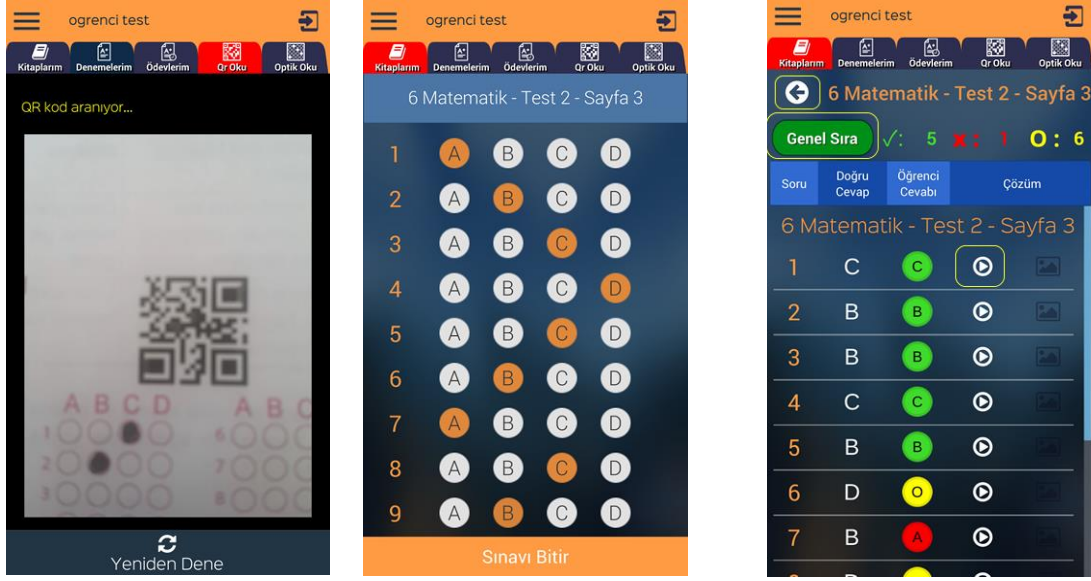 ogrenci test
Kitaplarım Denemelerim Ödevlerim Qr Oku Optik Oku
QR kod aranıyor...
A B C D A B C
1 6
2 7
3 8
Yeniden Dene
ogrenci test
Kitaplarım Denemelerim Ödevlerim Qr Oku Optik Oku
6 Matematik - Test 2 - Sayfa 3
1 A B C D
2 A B C D
3 A B C D
4 A B C D
5 A B C D
6 A B C D
7 A B C D
8 A B C D
9 A B C D
Sınavı Bitir
ogrenci test
Kitaplarım Denemelerim Ödevlerim Qr Oku Optik Oku
6 Matematik - Test 2 - Sayfa 3
Genel Sıra ✓: 5 ×: 1 O: 6
Soru Doğru Cevap Öğrenci Cevabı Çözüm
6 Matematik - Test 2 - Sayfa 3
1 C C
2 B B
3 B B
4 C C
5 B B
6 D O
7 B A